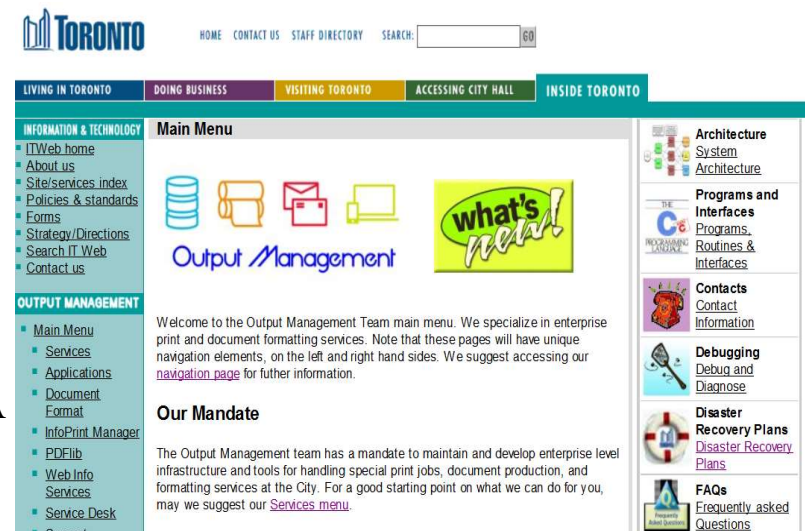 TORONTO
HOME CONTACT US STAFF DIRECTORY SEARCH: GO
LIVING IN TORONTO DOING BUSINESS VISITING TORONTO ACCESSING CITY HALL INSIDE TORONTO
INFORMATION & TECHNOLOGY
ITWeb home
About us
Site/services index
Policies & standards
Forms
Strategy/Directions
Search IT Web
Contact us
OUTPUT MANAGEMENT
Main Menu
Services
Applications
Document
Format
InfoPrint Manager
PDFlib
Web Info
Services
Service Desk
Main Menu
Output Management
what's
new!
Welcome to the Output Management Team main menu. We specialize in enterprise
print and document formatting services. Note that these pages will have unique
navigation elements, on the left and right hand sides. We suggest accessing our
navigation page for futher information.
Our Mandate
The Output Management team has a mandate to maintain and develop enterprise level
infrastructure and tools for handling special print jobs, document production, and
formatting services at the City. For a good starting point on what we can do for you,
may we suggest our Services menu.
Architecture
System
Architecture
Programs and
Interfaces
Programs,
Routines &
Interfaces
THE
C
PROGRAMMING
LANGUAGE
Contacts
Contact
Information
Debugging
Debug and
Diagnose
Disaster
Recovery Plans
Disaster Recovery
Plans
FAQs
Frequently asked
Questions
Frequently
Asked Questions